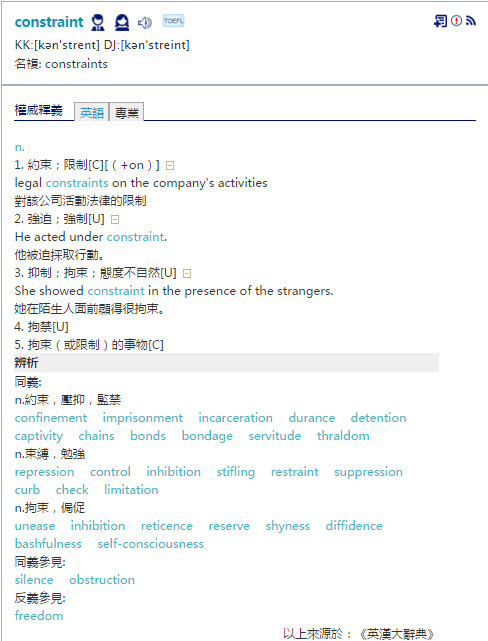 constraint TOEFL
KK:[kən'strent] DJ:[kən'streint]
名複: constraints
權威釋義 英語 專業
n.
1. 約束；限制[C][（+on）]
legal constraints on the company's activities
對該公司活動法律的限制
2. 強迫；強制[U]
He acted under constraint.
他被迫採取行動。
3. 抑制；拘束；態度不自然[U]
She showed constraint in the presence of the strangers.
她在陌生人面前顯得很拘束。
4. 拘禁[U]
5. 拘束（或限制）的事物[C]
辨析
同義:
n.約束，壓抑，監禁
confinement imprisonment incarceration durance detention
captivity chains bonds bondage servitude thraldom
n.束縛，勉強
repression control inhibition stifling restraint suppression
curb check limitation
n.拘束，侷促
unease inhibition reticence reserve shyness diffidence
bashfulness self-consciousness
同義參見:
silence obstruction
反義參見:
freedom
以上來源於：《英漢大辭典》